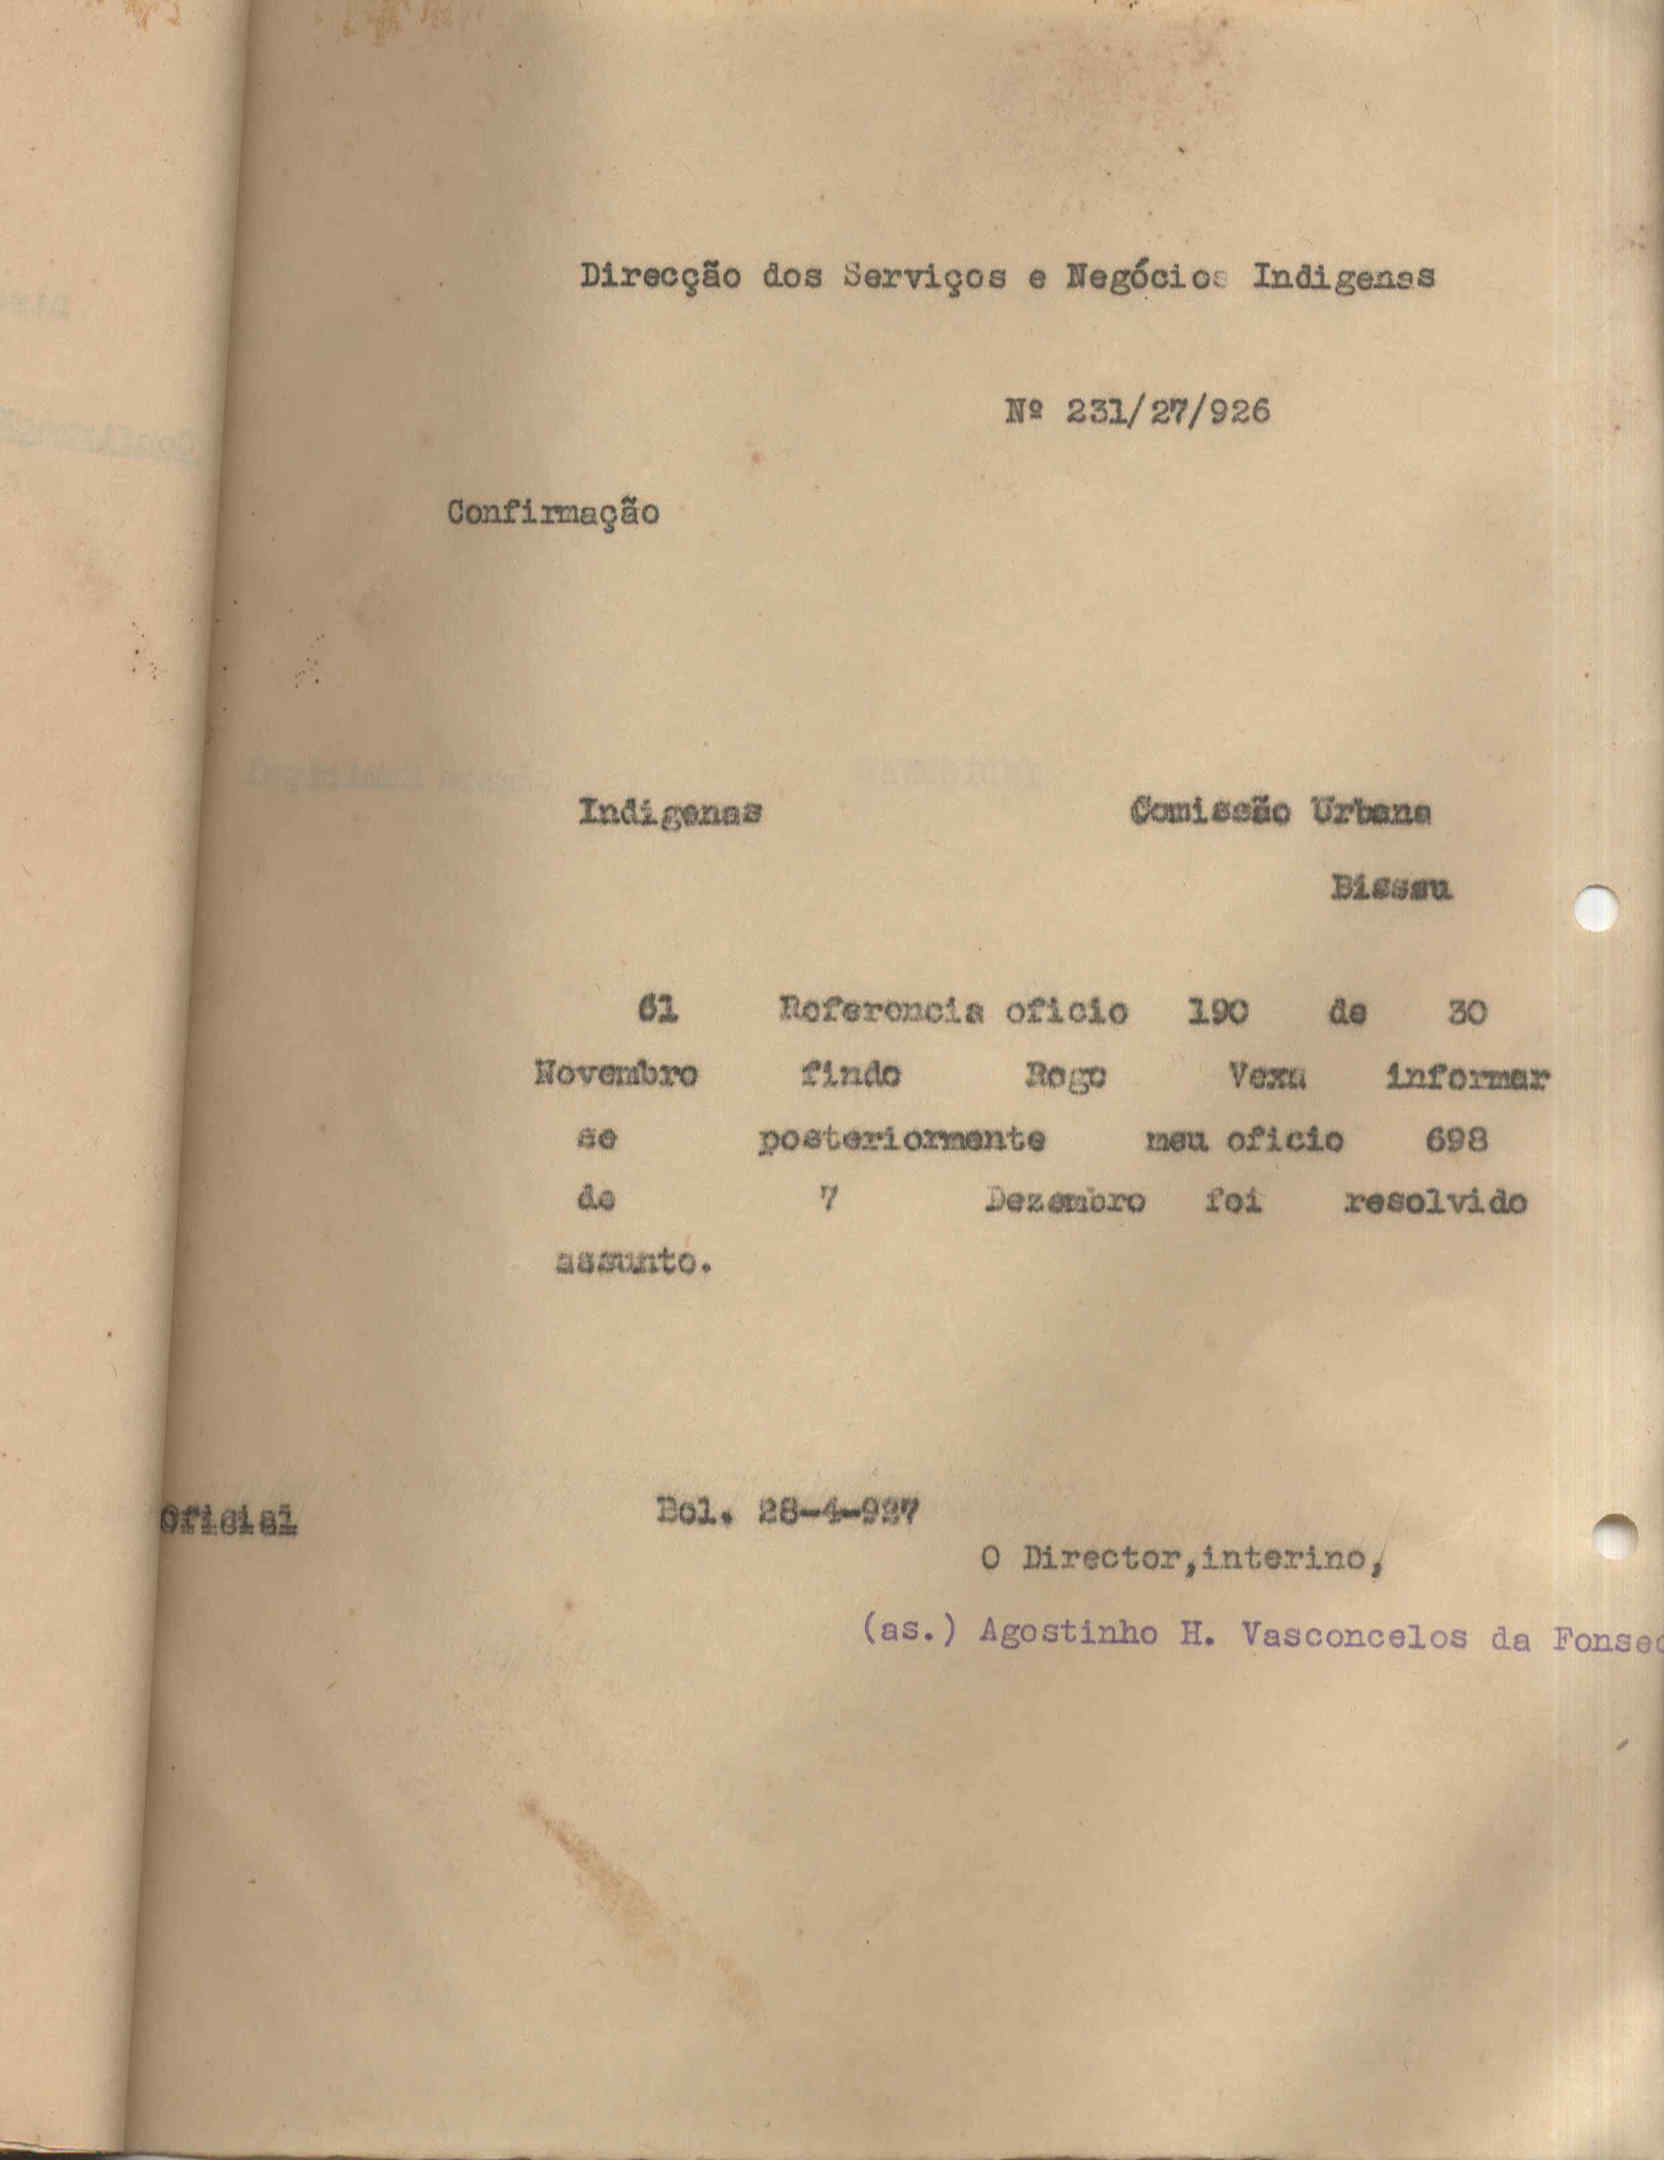 Direcção dos Serviços e Negócios Indigenas
Nº 231/27/926
Confirmação
Indigenas Comissão Urbana
Bissau
61 Referencia oficio 190 de 30
Novembro findo Rogo Vexa informar
se posteriormente meu oficio 698
de 7 Dezembro foi resolvido
assunto.
Oficial Bol. 28-4-927
O Director,interino,
(as.) Agostinho H. Vasconcelos da Fonsec